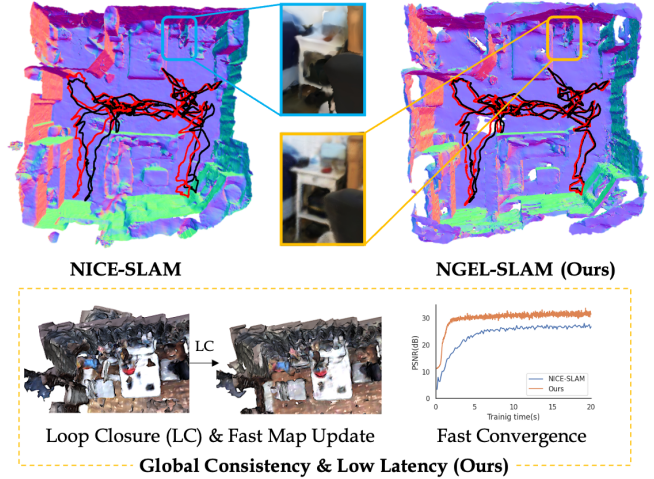 NICE-SLAM
NGEL-SLAM (Ours)
LC
Loop Closure (LC) & Fast Map Update
PSNR(dB)
30
20
10
0
0
5
10
15
20
Trainig time(s)
NICE-SLAM
Ours
Fast Convergence
Global Consistency & Low Latency (Ours)